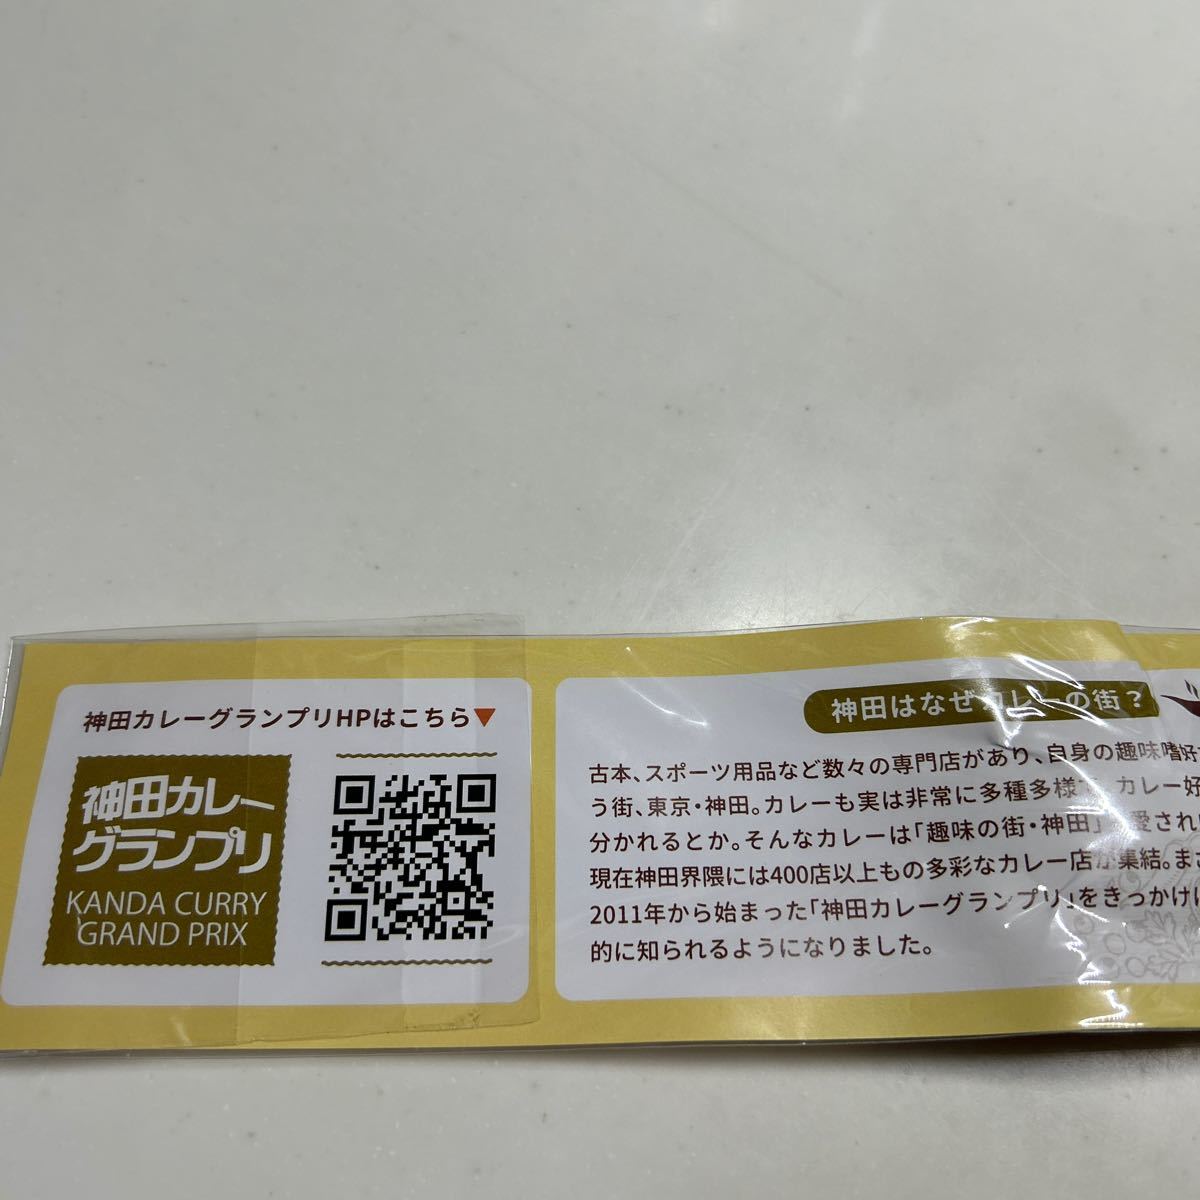 神田カレーグランプリHPはこちら▼
神田カレー
グランプリ
KANDA CURRY
GRAND PRIX
神田はなぜカレーの街？
古本、スポーツ用品など数々の専門店があり、自身の趣味嗜好
う街、東京・神田。カレーも実は非常に多種多様 カレー好
分かれるとか。そんなカレーは「趣味の街・神田」 愛され
現在神田界隈には400店以上もの多彩なカレー店が集結。まさ
2011年から始まった「神田カレーグランプリ」をきっかけに
的に知られるようになりました。